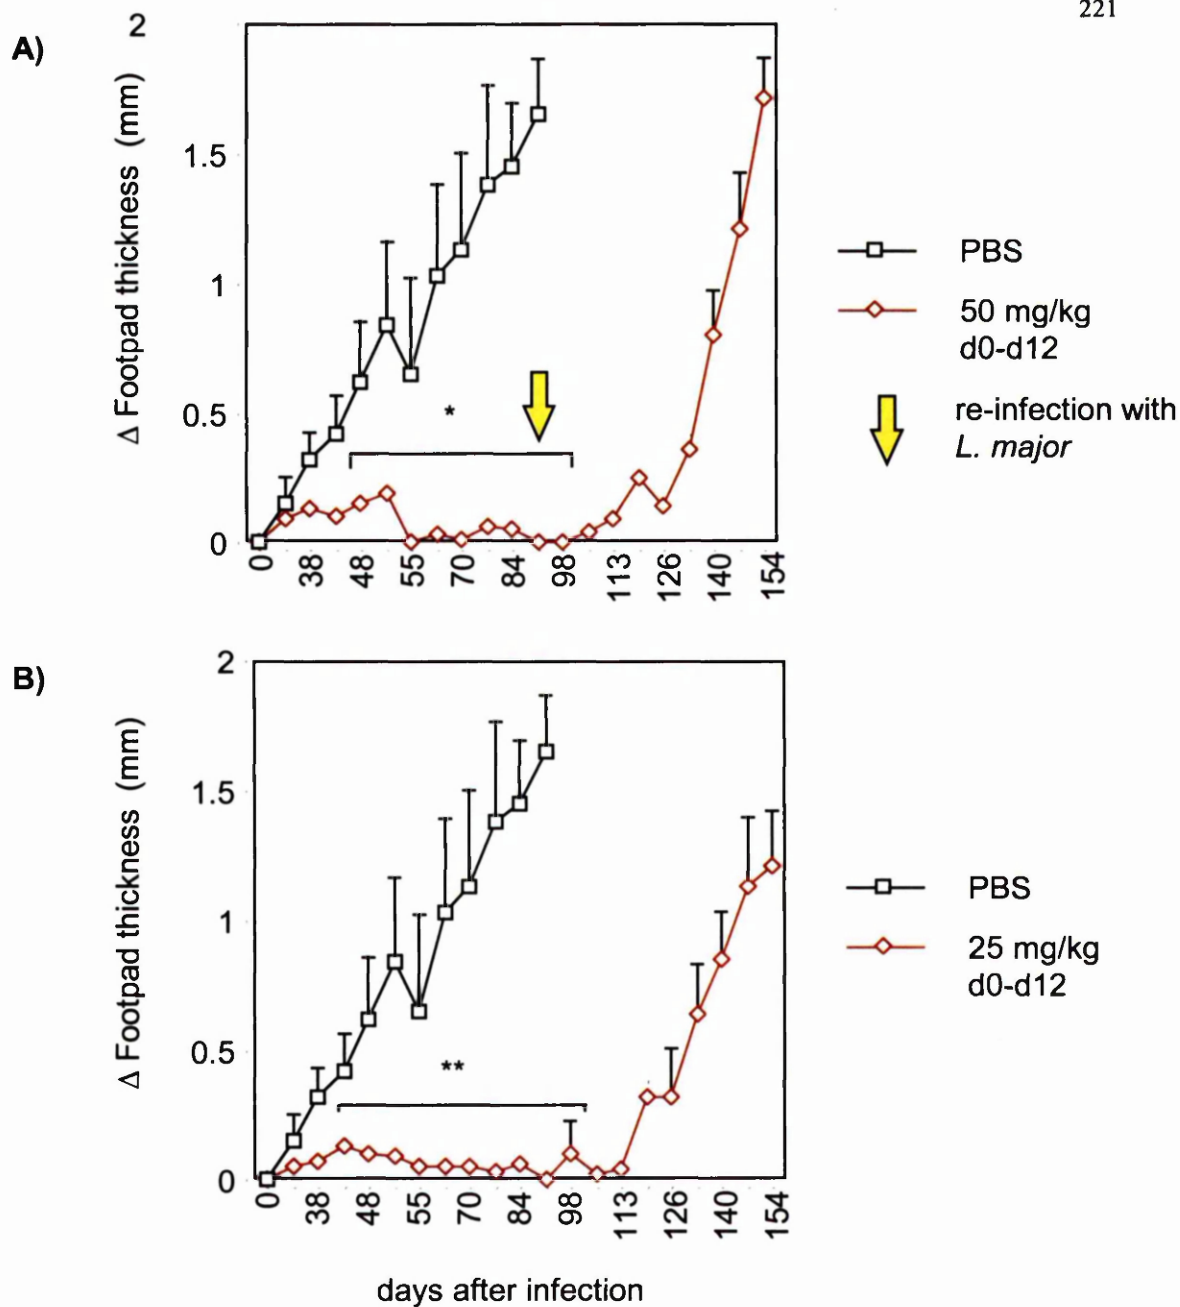 221
A)
Δ Footpad thickness (mm)
2
1.5
1
0.5
0
*
0 38 48 55 70 84 98 113 126 140 154
PBS
50 mg/kg
d0-d12
re-infection with
L. major
B)
Δ Footpad thickness (mm)
2
1.5
1
0.5
0
**
0 38 48 55 70 84 98 113 126 140 154
days after infection
PBS
25 mg/kg
d0-d12